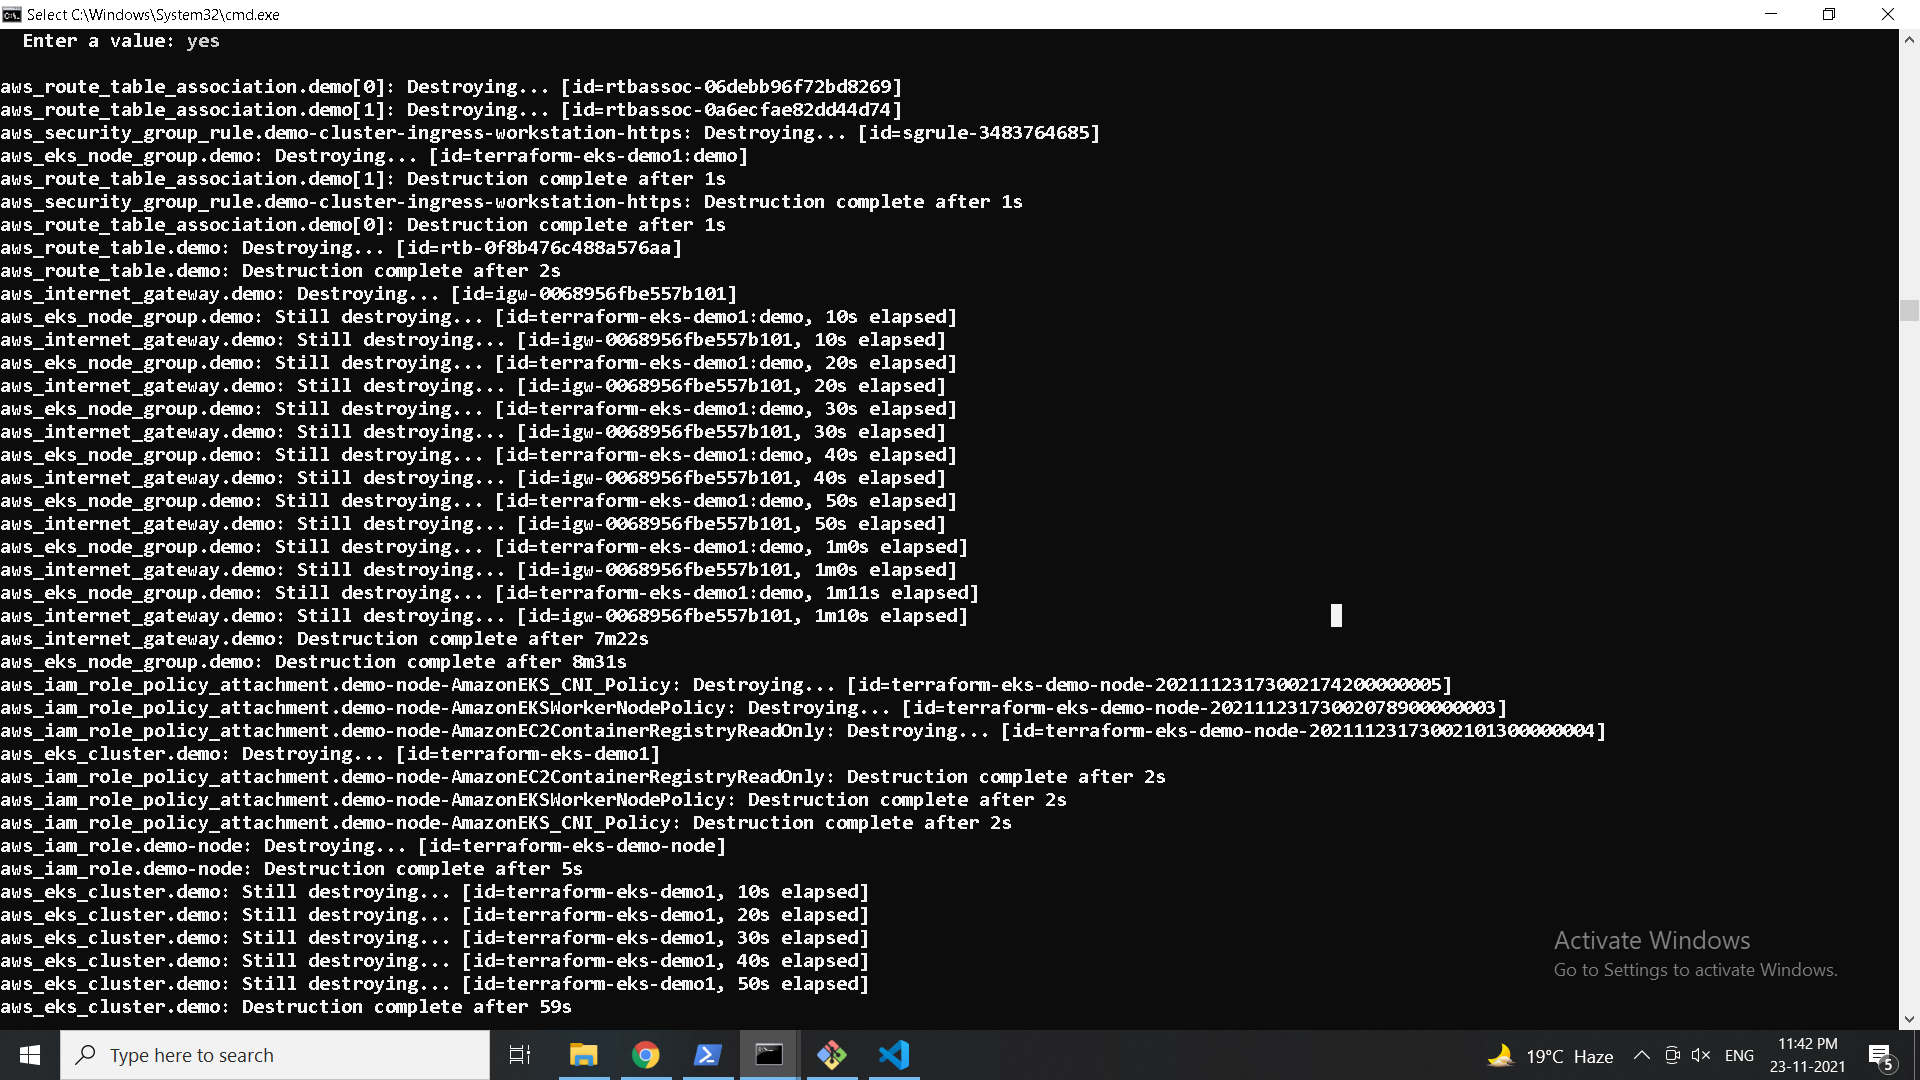 Select C:\Windows\System32\cmd.exe
Enter a value: yes
aws_route_table_association.demo[0]: Destroying... [id=rtbassoc-06debb96f72bd8269]
aws_route_table_association.demo[1]: Destroying... [id=rtbassoc-0a6ecfae82dd44d74]
aws_security_group_rule.demo-cluster-ingress-workstation-https: Destroying... [id=sgrule-3483764685]
aws_eks_node_group.demo: Destroying... [id=terraform-eks-demo1:demo]
aws_route_table_association.demo[1]: Destruction complete after 1s
aws_security_group_rule.demo-cluster-ingress-workstation-https: Destruction complete after 1s
aws_route_table_association.demo[0]: Destruction complete after 1s
aws_route_table.demo: Destroying... [id=rtb-0f8b476c488a576aa]
aws_route_table.demo: Destruction complete after 2s
aws_internet_gateway.demo: Destroying... [id=igw-0068956fbe557b101]
aws_eks_node_group.demo: Still destroying... [id=terraform-eks-demo1:demo, 10s elapsed]
aws_internet_gateway.demo: Still destroying... [id=igw-0068956fbe557b101, 10s elapsed]
aws_eks_node_group.demo: Still destroying... [id=terraform-eks-demo1:demo, 20s elapsed]
aws_internet_gateway.demo: Still destroying... [id=igw-0068956fbe557b101, 20s elapsed]
aws_eks_node_group.demo: Still destroying... [id=terraform-eks-demo1:demo, 30s elapsed]
aws_internet_gateway.demo: Still destroying... [id=igw-0068956fbe557b101, 30s elapsed]
aws_eks_node_group.demo: Still destroying... [id=terraform-eks-demo1:demo, 40s elapsed]
aws_internet_gateway.demo: Still destroying... [id=igw-0068956fbe557b101, 40s elapsed]
aws_eks_node_group.demo: Still destroying... [id=terraform-eks-demo1:demo, 50s elapsed]
aws_internet_gateway.demo: Still destroying... [id=igw-0068956fbe557b101, 50s elapsed]
aws_eks_node_group.demo: Still destroying... [id=terraform-eks-demo1:demo, 1m0s elapsed]
aws_internet_gateway.demo: Still destroying... [id=igw-0068956fbe557b101, 1m0s elapsed]
aws_eks_node_group.demo: Still destroying... [id=terraform-eks-demo1:demo, 1m11s elapsed]
aws_internet_gateway.demo: Still destroying... [id=igw-0068956fbe557b101, 1m10s elapsed]
aws_internet_gateway.demo: Destruction complete after 7m22s
aws_eks_node_group.demo: Destruction complete after 8m31s
aws_iam_role_policy_attachment.demo-node-AmazonEKS_CNI_Policy: Destroying... [id=terraform-eks-demo-node-20211123173002174200000005]
aws_iam_role_policy_attachment.demo-node-AmazonEKSWorkerNodePolicy: Destroying... [id=terraform-eks-demo-node-20211123173002078900000003]
aws_iam_role_policy_attachment.demo-node-AmazonEC2ContainerRegistryReadOnly: Destroying... [id=terraform-eks-demo-node-20211123173002101300000004]
aws_eks_cluster.demo: Destroying... [id=terraform-eks-demo1]
aws_iam_role_policy_attachment.demo-node-AmazonEC2ContainerRegistryReadOnly: Destruction complete after 2s
aws_iam_role_policy_attachment.demo-node-AmazonEKSWorkerNodePolicy: Destruction complete after 2s
aws_iam_role_policy_attachment.demo-node-AmazonEKS_CNI_Policy: Destruction complete after 2s
aws_iam_role.demo-node: Destroying... [id=terraform-eks-demo-node]
aws_iam_role.demo-node: Destruction complete after 5s
aws_eks_cluster.demo: Still destroying... [id=terraform-eks-demo1, 10s elapsed]
aws_eks_cluster.demo: Still destroying... [id=terraform-eks-demo1, 20s elapsed]
aws_eks_cluster.demo: Still destroying... [id=terraform-eks-demo1, 30s elapsed]
aws_eks_cluster.demo: Still destroying... [id=terraform-eks-demo1, 40s elapsed]
aws_eks_cluster.demo: Still destroying... [id=terraform-eks-demo1, 50s elapsed]
aws_eks_cluster.demo: Destruction complete after 59s
Activate Windows
Go to Settings to activate Windows.
Type here to search
19°C Haze
ENG
11:42 PM
23-11-2021
5